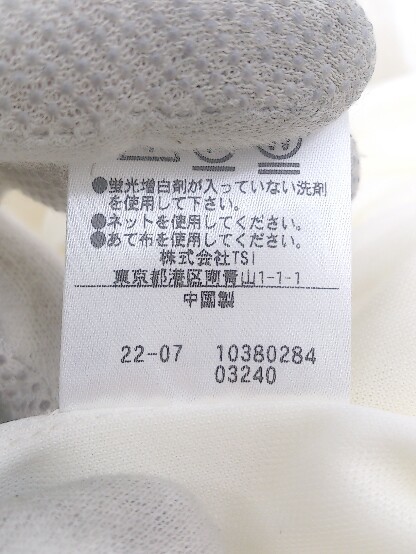 ●蛍光増白剤が入っていない洗剤
を使用して下さい。
●ネットを使用してください。
●あて布を使用してください。
株式会社TSI
東京都港区南青山1-1-1
中国製
22-07 10380284
03240